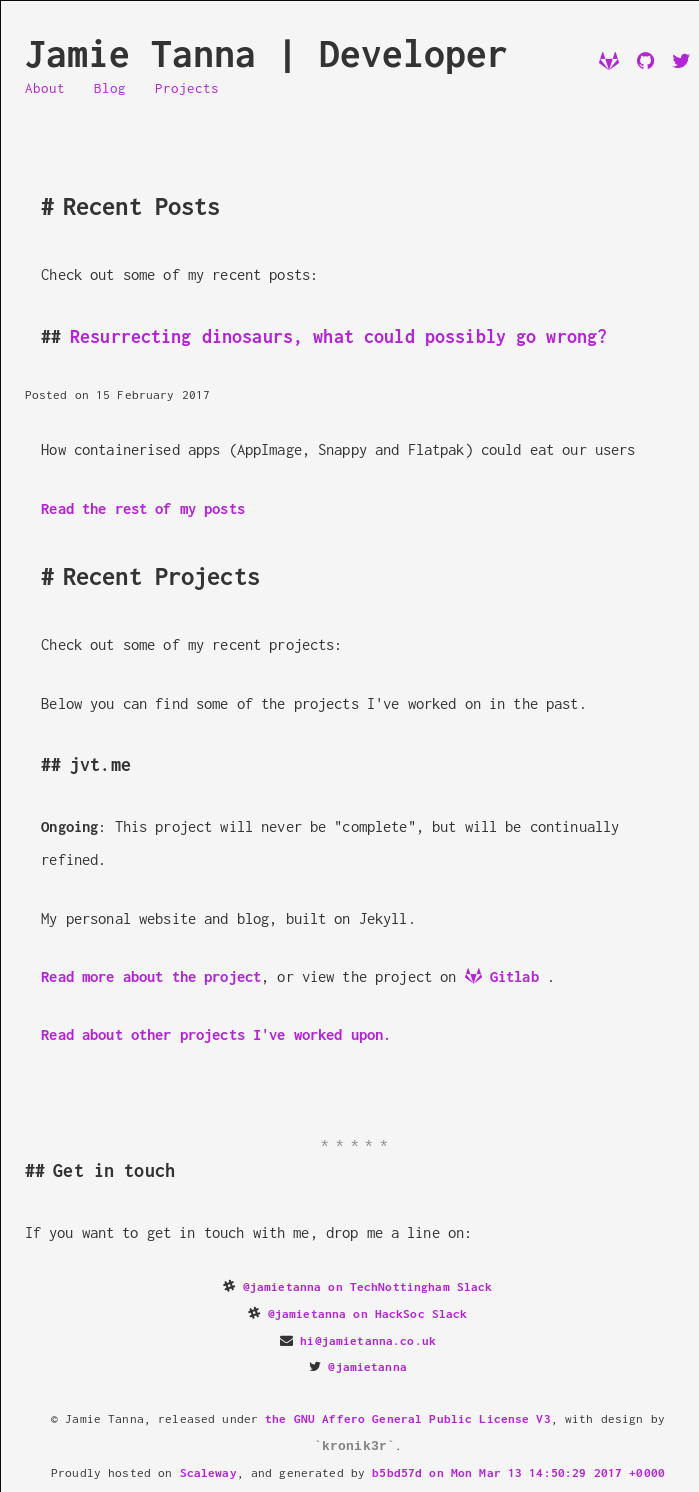 Jamie Tanna | Developer
About Blog Projects
# Recent Posts
Check out some of my recent posts:
## Resurrecting dinosaurs, what could possibly go wrong?
Posted on 15 February 2017
How containerised apps (AppImage, Snappy and Flatpak) could eat our users
Read the rest of my posts
# Recent Projects
Check out some of my recent projects:
Below you can find some of the projects I've worked on in the past.
## jvt.me
Ongoing: This project will never be "complete", but will be continually
refined.
My personal website and blog, built on Jekyll.
Read more about the project, or view the project on Gitlab .
Read about other projects I've worked upon.
* * * * *
## Get in touch
If you want to get in touch with me, drop me a line on:
@jamietanna on TechNottingham Slack
@jamietanna on HackSoc Slack
hi@jamietanna.co.uk
@jamietanna
© Jamie Tanna, released under the GNU Affero General Public License V3, with design by
`kronik3r`.
Proudly hosted on Scaleway, and generated by b5bd57d on Mon Mar 13 14:50:29 2017 +0000